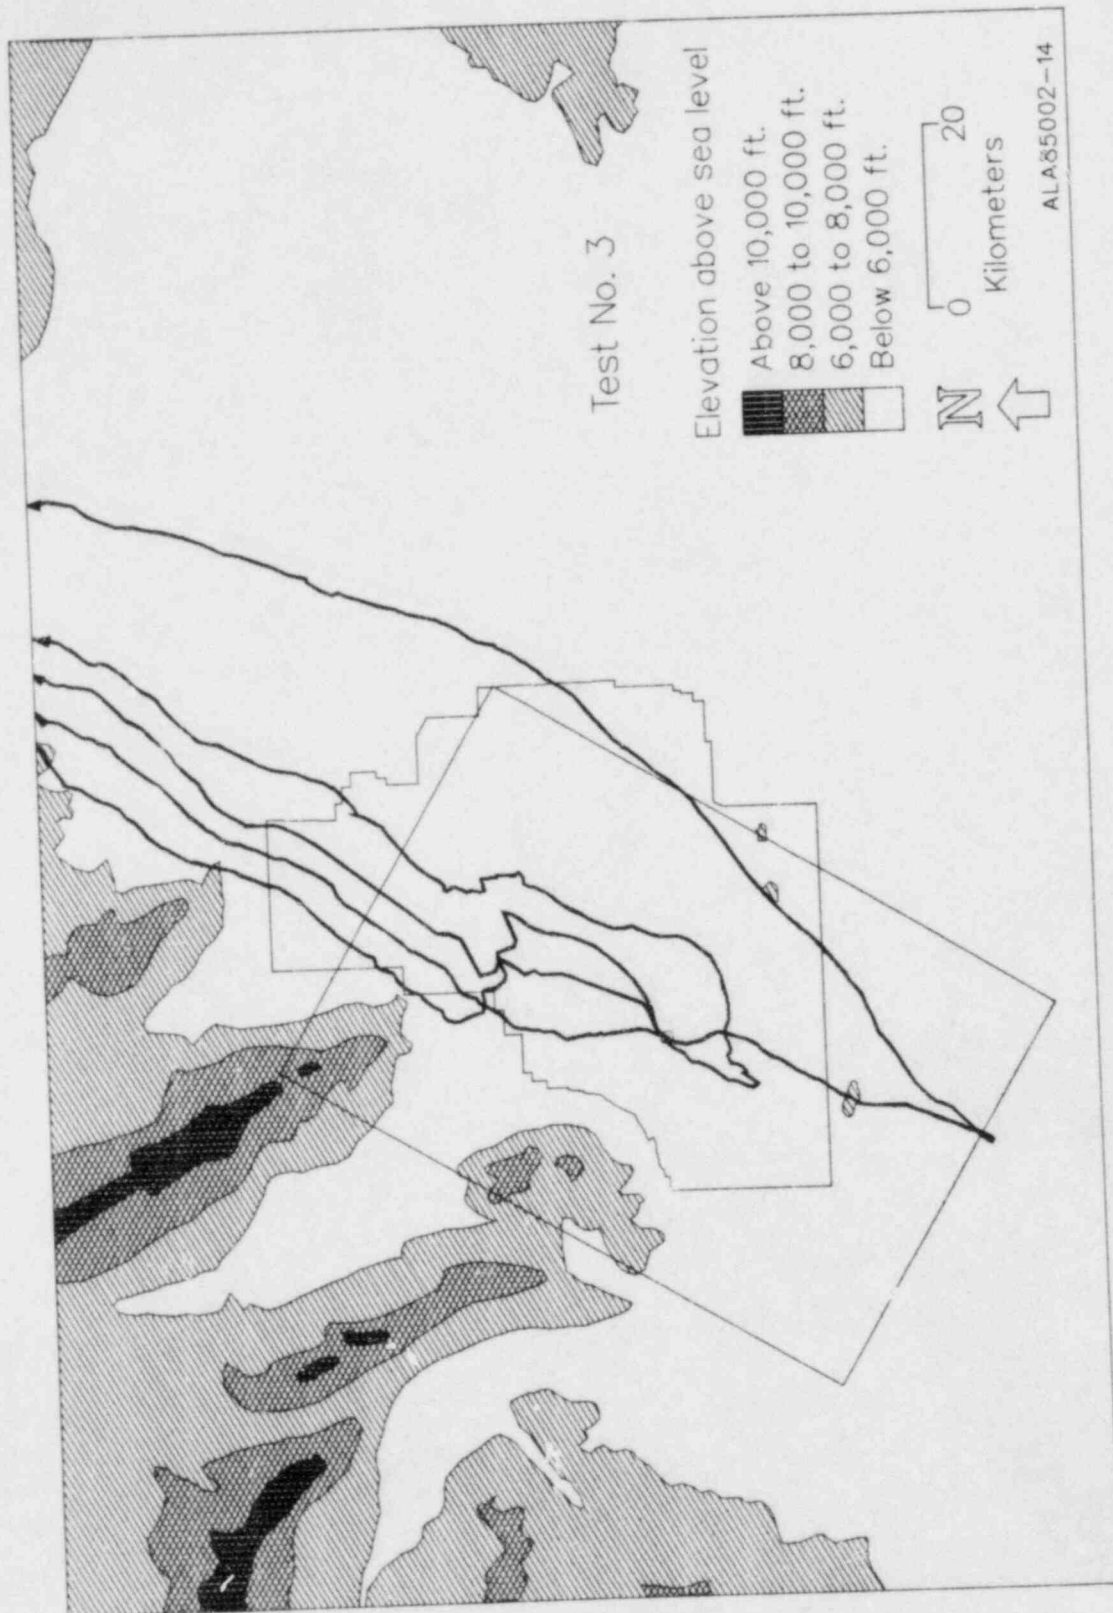 Test No. 3
Elevation above sea level
Above 10,000 ft.
8,000 to 10,000 ft.
6,000 to 8,000 ft.
Below 6,000 ft.
N
0 20
Kilometers
ALA85002-14